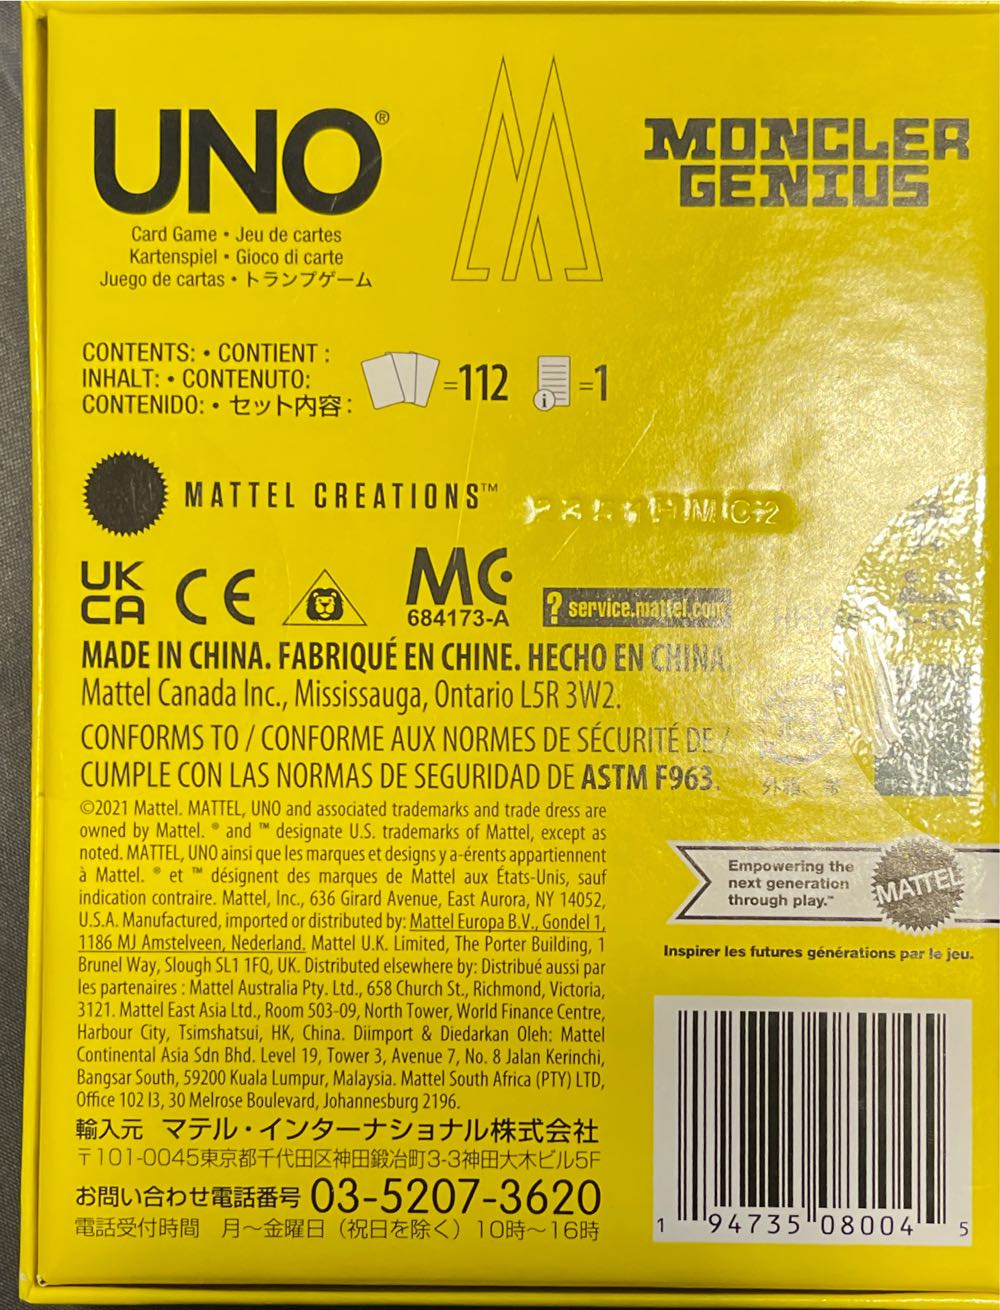 UNO®
MONCLER
GENIUS
Card Game • Jeu de cartes
Kartenspiel • Gioco di carte
Juego de cartas • トランプゲーム
CONTENTS: • CONTIENT :
INHALT: • CONTENUTO:
CONTENIDO: • セット内容:
=112
=1
MATTEL CREATIONS™
UK
CA
CE
MC
684173-A
? service.mattel.com
MADE IN CHINA. FABRIQUÉ EN CHINE. HECHO EN CHINA.
Mattel Canada Inc., Mississauga, Ontario L5R 3W2.
CONFORMS TO / CONFORME AUX NORMES DE SÉCURITÉ DE /
CUMPLE CON LAS NORMAS DE SEGURIDAD DE ASTM F963.
©2021 Mattel. MATTEL, UNO and associated trademarks and trade dress are
owned by Mattel. ® and ™ designate U.S. trademarks of Mattel, except as
noted. MATTEL, UNO ainsi que les marques et designs y a-érents appartiennent
à Mattel. ® et ™ désignent des marques de Mattel aux États-Unis, sauf
indication contraire. Mattel, Inc., 636 Girard Avenue, East Aurora, NY 14052,
U.S.A. Manufactured, imported or distributed by: Mattel Europa B.V., Gondel 1,
1186 MJ Amstelveen, Nederland. Mattel U.K. Limited, The Porter Building, 1
Brunel Way, Slough SL1 1FQ, UK. Distributed elsewhere by: Distribué aussi par
les partenaires : Mattel Australia Pty. Ltd., 658 Church St., Richmond, Victoria,
3121. Mattel East Asia Ltd., Room 503-09, North Tower, World Finance Centre,
Harbour City, Tsimshatsui, HK, China. Diimport & Diedarkan Oleh: Mattel
Continental Asia Sdn Bhd. Level 19, Tower 3, Avenue 7, No. 8 Jalan Kerinchi,
Bangsar South, 59200 Kuala Lumpur, Malaysia. Mattel South Africa (PTY) LTD,
Office 102 I3, 30 Melrose Boulevard, Johannesburg 2196.
輸入元 マテル・インターナショナル株式会社
〒101-0045東京都千代田区神田鍛冶町3-3神田大木ビル5F
お問い合わせ電話番号 03-5207-3620
電話受付時間 月~金曜日(祝日を除く)10時~16時
Empowering the
next generation
through play.™
MATTEL
Inspirer les futures générations par le jeu.
1 94735 08004 5